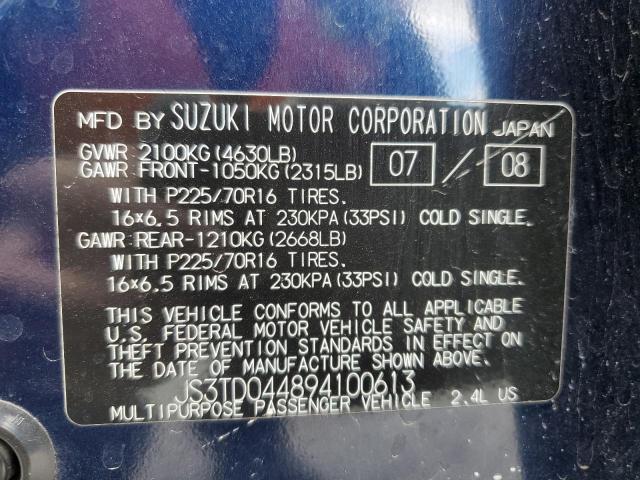 MFD BY SUZUKI MOTOR CORPORATION JAPAN
GVWR: 2100KG (4630LB)
GAWR: FRONT-1050KG (2315LB) 07 / 08
WITH P225/70R16 TIRES.
16×6.5 RIMS AT 230KPA (33PSI) COLD SINGLE.
GAWR: REAR-1210KG (2668LB)
WITH P225/70R16 TIRES.
16×6.5 RIMS AT 230KPA (33PSI) COLD SINGLE.
THIS VEHICLE CONFORMS TO ALL APPLICABLE
U.S. FEDERAL MOTOR VEHICLE SAFETY AND
THEFT PREVENTION STANDARDS IN EFFECT ON
THE DATE OF MANUFACTURE SHOWN ABOVE.
JS3TD044894100613
MULTIPURPOSE PASSENGER VEHICLE 2.4L US